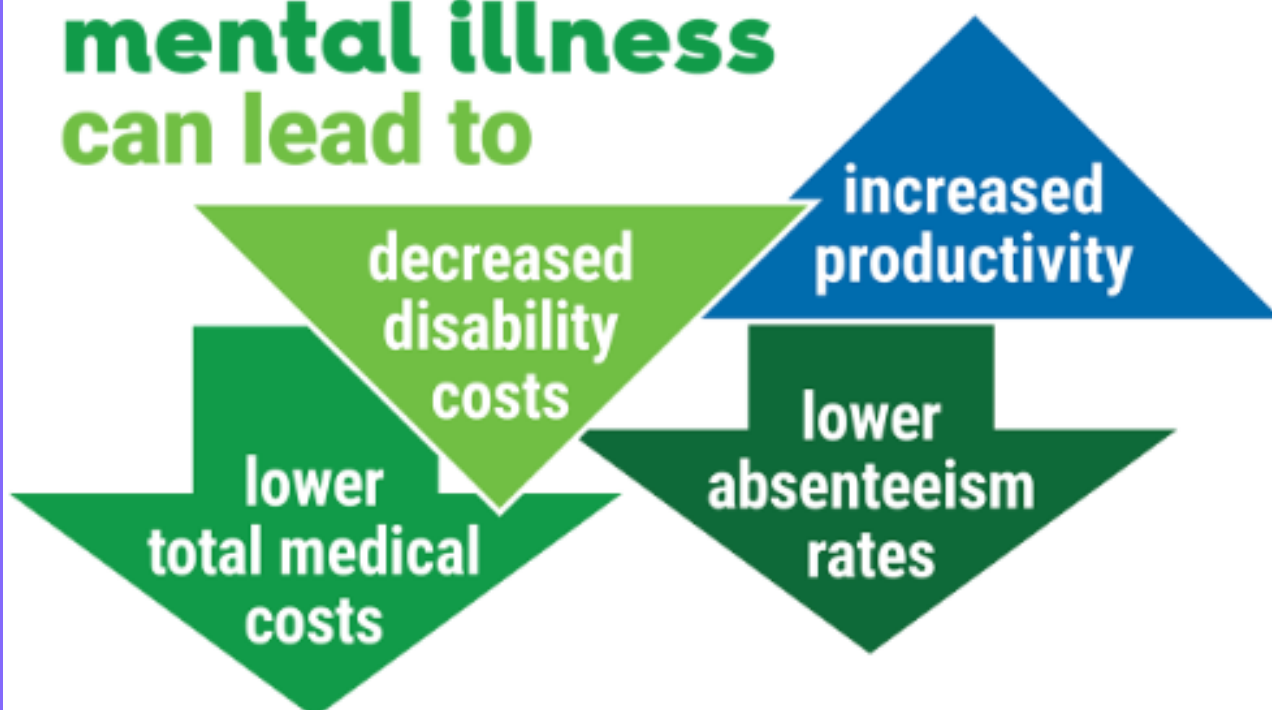 mental illness
can lead to
increased
productivity
decreased
disability
costs
lower
absenteeism
rates
lower
total medical
costs